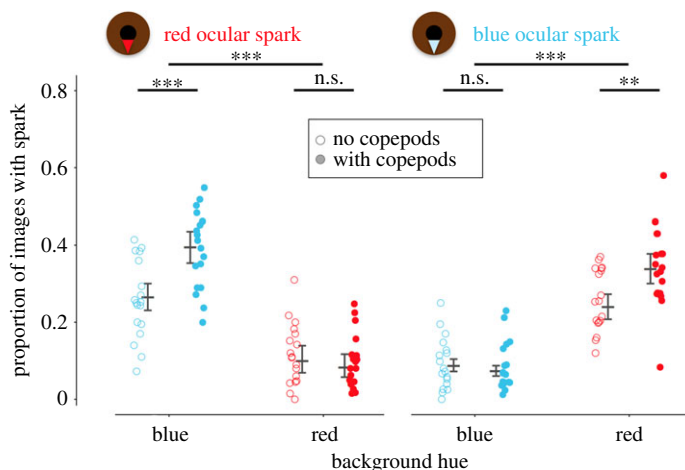 red ocular spark
blue ocular spark
***
***
***
n.s.
n.s.
**
0.8
0.6
0.4
0.2
0
proportion of images with spark
no copepods
with copepods
blue
red
blue
red
background hue